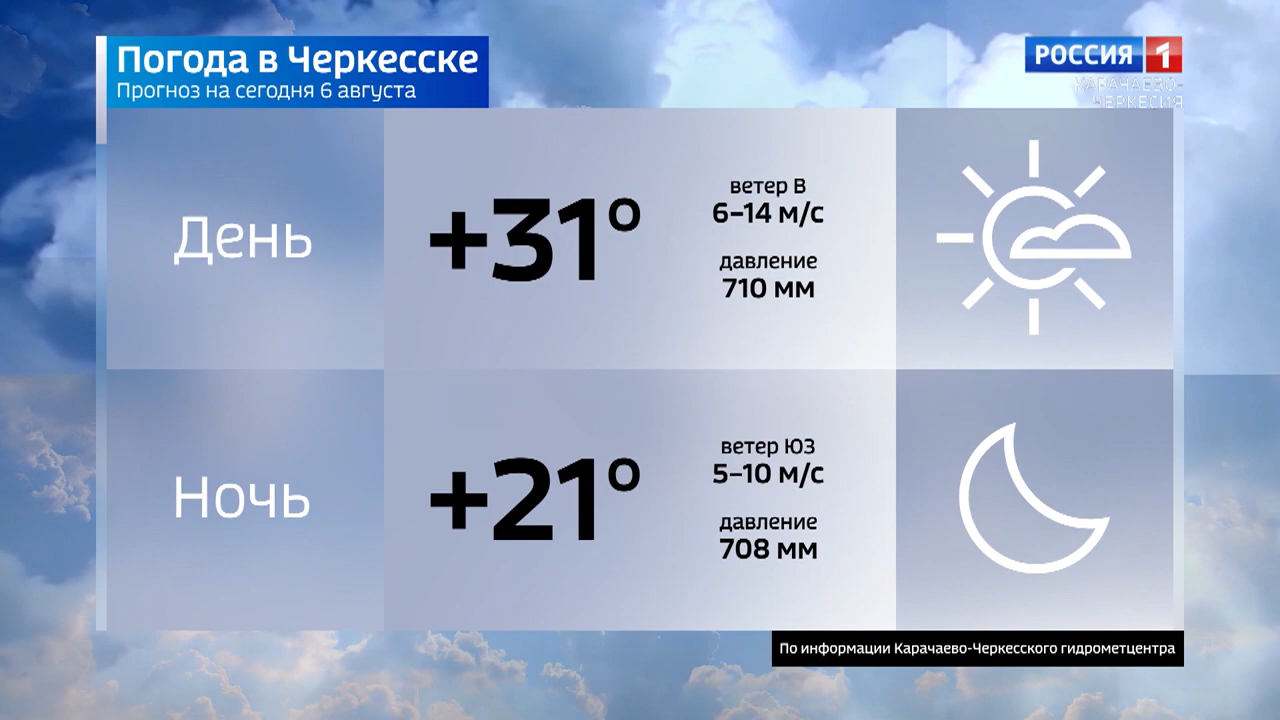 Погода в Черкесске
Прогноз на сегодня 6 августа
РОССИЯ 1
КАРАЧАЕВО-
ЧЕРКЕСИЯ
День
+31°
ветер В
6–14 м/с
давление
710 мм
Ночь
+21°
ветер ЮЗ
5–10 м/с
давление
708 мм
По информации Карачаево-Черкесского гидрометцентра